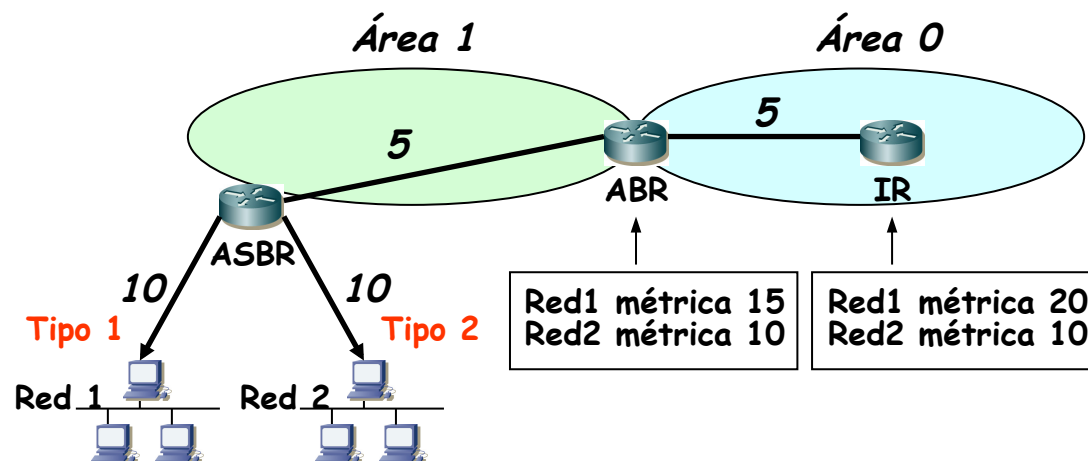 Área 1
Área 0
5
5
ABR
IR
ASBR
10
10
Tipo 1
Tipo 2
Red1 métrica 15
Red2 métrica 10
Red1 métrica 20
Red2 métrica 10
Red 1
Red 2